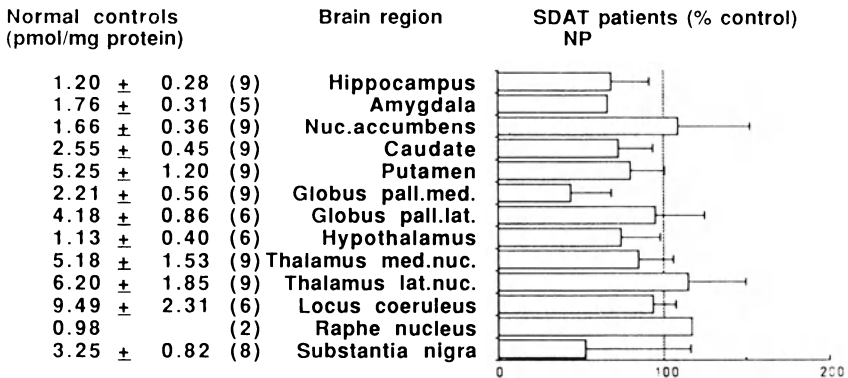 Normal controls Brain region SDAT patients (% control)
(pmol/mg protein) NP
1.20 ± 0.28 (9) Hippocampus
1.76 ± 0.31 (5) Amygdala
1.66 ± 0.36 (9) Nuc.accumbens
2.55 ± 0.45 (9) Caudate
5.25 ± 1.20 (9) Putamen
2.21 ± 0.56 (9) Globus pall.med.
4.18 ± 0.86 (6) Globus pall.lat.
1.13 ± 0.40 (6) Hypothalamus
5.18 ± 1.53 (9) Thalamus med.nuc.
6.20 ± 1.85 (9) Thalamus lat.nuc.
9.49 ± 2.31 (6) Locus coeruleus
0.98 (2) Raphe nucleus
3.25 ± 0.82 (8) Substantia nigra
0 100 200